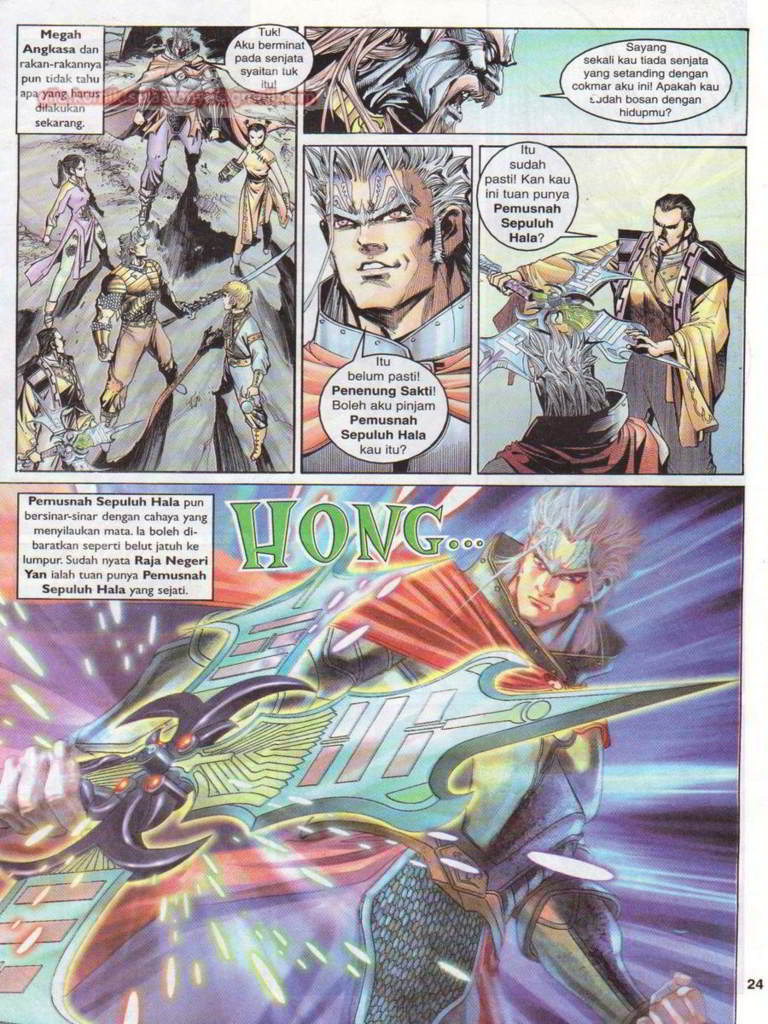 Megah
Angkasa dan
rakan-rakannya
pun tidak tahu
apa yang harus
dilakukan
sekarang.
Tuk!
Aku berminat
pada senjata
syaitan tuk
itu!
Sayang
sekali kau tiada senjata
yang setanding dengan
cokmar aku ini! Apakah kau
sudah bosan dengan
hidupmu?
Itu
belum pasti!
Penenung Sakti!
Boleh aku pinjam
Pemusnah
Sepuluh Hala
kau itu?
Itu
sudah
pasti! Kan kau
ini tuan punya
Pemusnah
Sepuluh
Hala?
Pemusnah Sepuluh Hala pun
bersinar-sinar dengan cahaya yang
menyilaukan mata. Ia boleh di-
baratkan seperti belut jatuh ke
lumpur. Sudah nyata Raja Negeri
Yan ialah tuan punya Pemusnah
Sepuluh Hala yang sejati.
HONG...
24